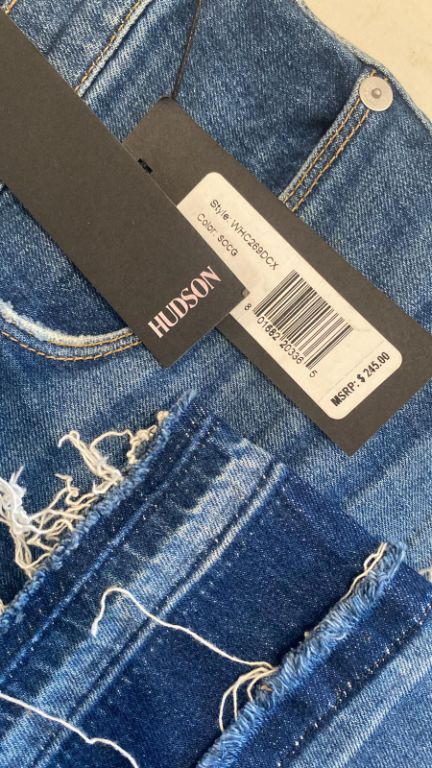 HUDSON
Style: WHC269DCX
Color: SOCG
8 01682 20336 5
MSRP: $ 245.00